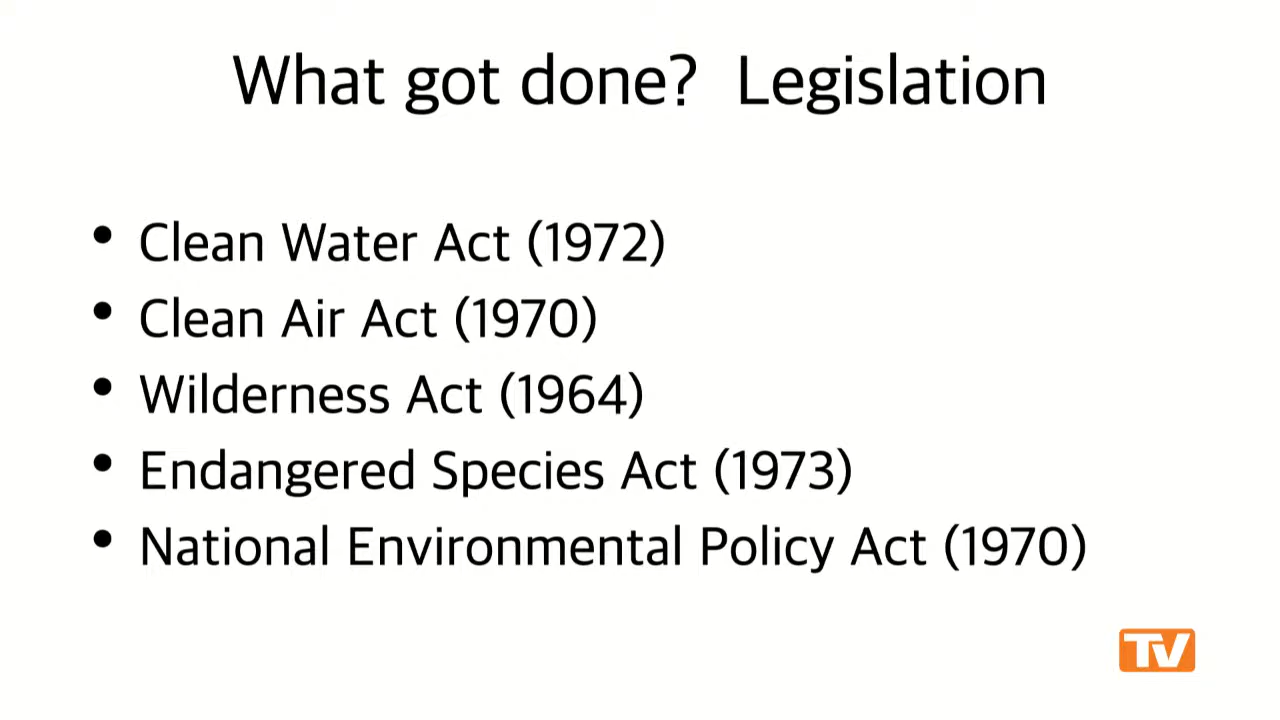 What got done?  Legislation
• Clean Water Act (1972)
• Clean Air Act (1970)
• Wilderness Act (1964)
• Endangered Species Act (1973)
• National Environmental Policy Act (1970)
TV